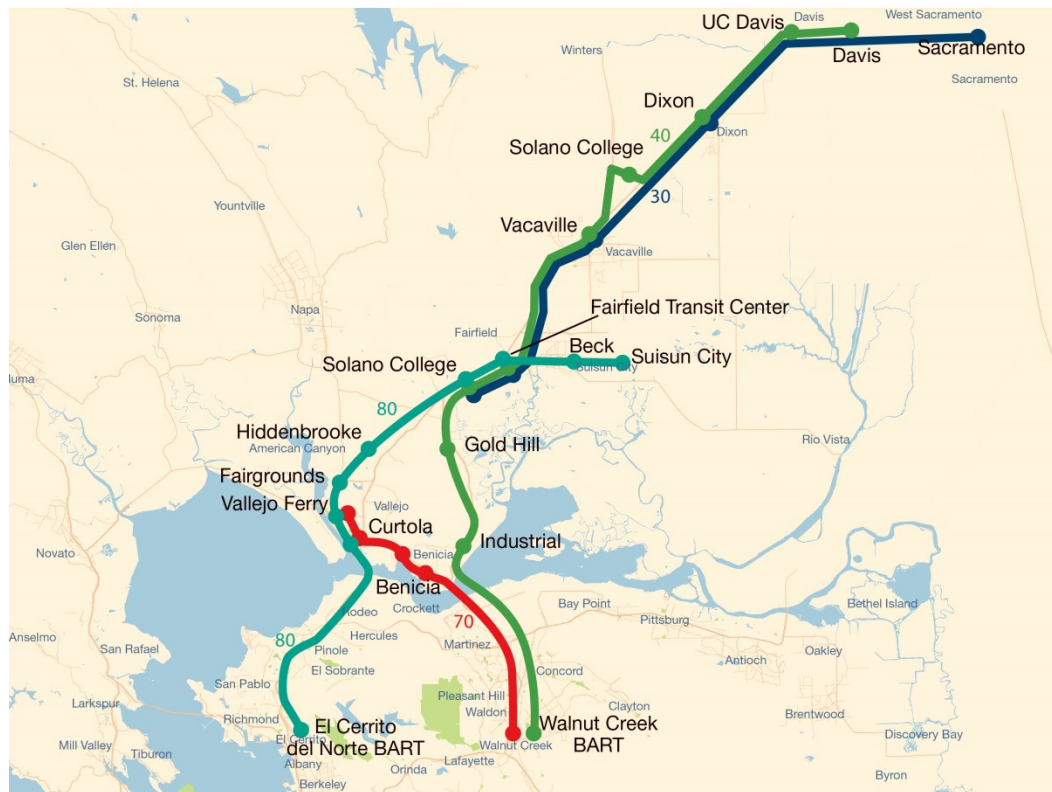 UC Davis
Davis
West Sacramento
Sacramento
Davis
Winters
Sacramento
St. Helena
Dixon
Dixon
40
Solano College
30
Yountville
Vacaville
Vacaville
Glen Ellen
Fairfield Transit Center
Napa
Sonoma
Fairfield
Beck
Suisun City
Suisun City
Solano College
80
Hiddenbrooke
American Canyon
Gold Hill
Rio Vista
Fairgrounds
Vallejo Ferry
Vallejo
Curtola
Industrial
Novato
Benicia
Benicia
Crockett
Rodeo
Bay Point
Bethel Island
Pittsburg
70
80
Hercules
Martinez
Anselmo
San Rafael
Pinole
Oakley
Antioch
El Sobrante
Concord
San Pablo
Pleasant Hill
Clayton
Larkspur
Waldon
Brentwood
Richmond
El Cerrito
del Norte BART
Walnut Creek
BART
Discovery Bay
Mill Valley
Tiburon
Albany
Walnut Creek
Lafayette
Orinda
Byron
Berkeley